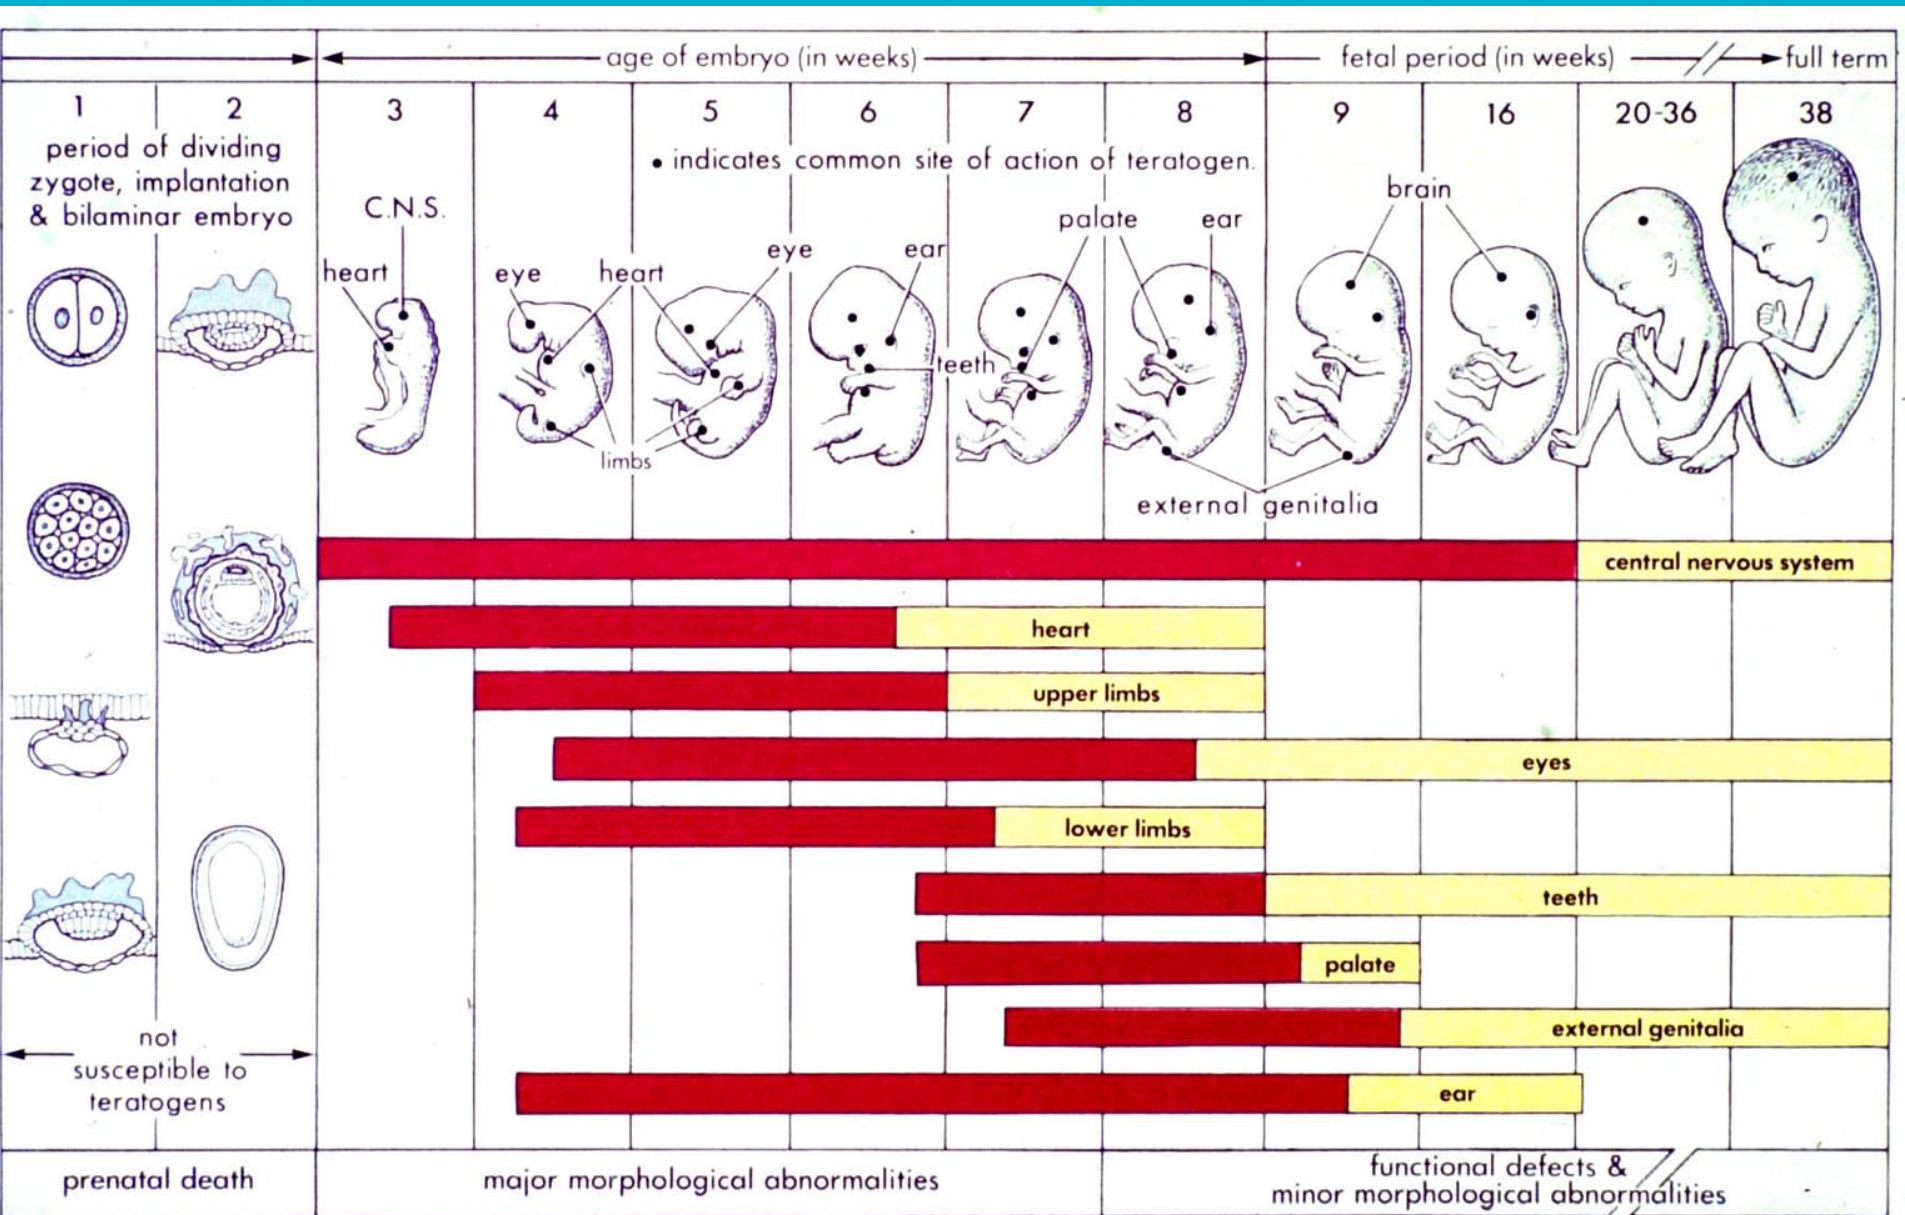 age of embryo (in weeks)
fetal period (in weeks)
full term
1
2
3
4
5
6
7
8
9
16
20-36
38
period of dividing
zygote, implantation
& bilaminar embryo
• indicates common site of action of teratogen.
C.N.S.
heart
eye
heart
eye
ear
palate
ear
brain
teeth
limbs
external genitalia
central nervous system
heart
upper limbs
eyes
lower limbs
teeth
palate
external genitalia
ear
not
susceptible to
teratogens
prenatal death
major morphological abnormalities
functional defects &
minor morphological abnormalities